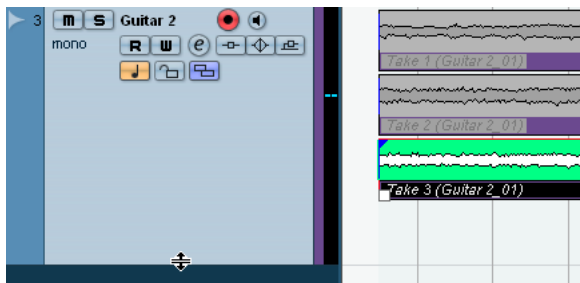 3 m S Guitar 2
mono R W e
Take 1 (Guitar 2_01)
Take 2 (Guitar 2_01)
Take 3 (Guitar 2_01)